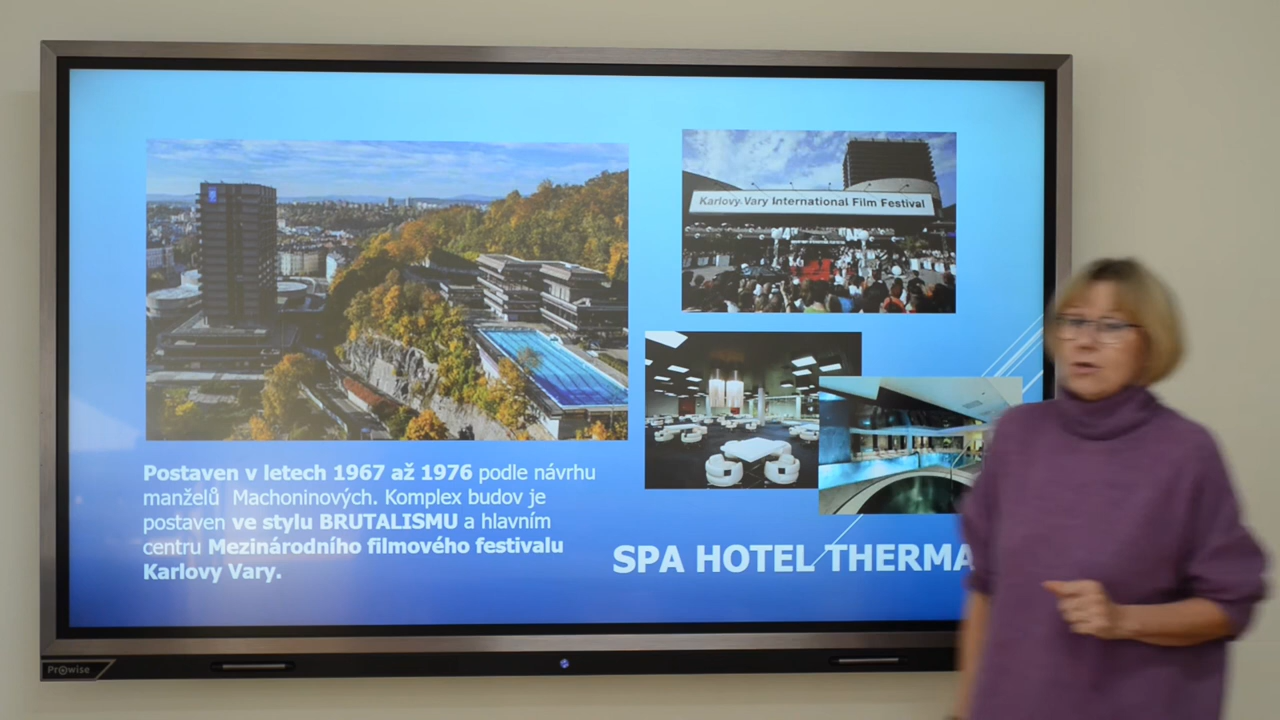 Karlovy Vary International Film Festival
Postaven v letech 1967 až 1976 podle návrhu
manželů Machoninových. Komplex budov je
postaven ve stylu BRUTALISMU a hlavním
centru Mezinárodního filmového festivalu
Karlovy Vary.
SPA HOTEL THERMA
Prowise